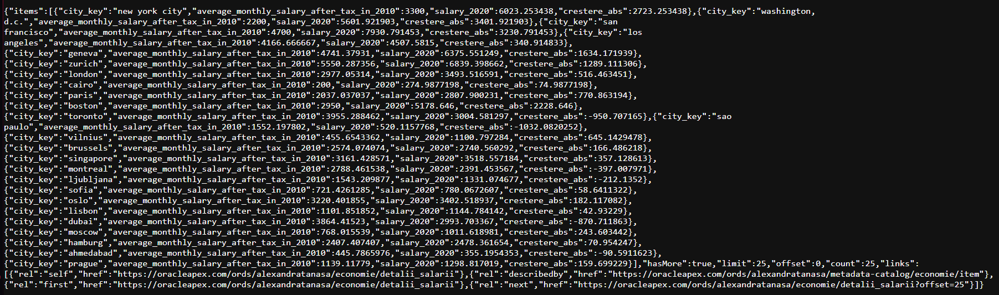 {"items":[{"city_key":"new york city","average_monthly_salary_after_tax_in_2010":3300,"salary_2020":6023.253438,"crestere_abs":2723.253438},{"city_key":"washington,
d.c.","average_monthly_salary_after_tax_in_2010":2200,"salary_2020":5601.921903,"crestere_abs":3401.921903},{"city_key":"san
francisco","average_monthly_salary_after_tax_in_2010":4700,"salary_2020":7930.791453,"crestere_abs":3230.791453},{"city_key":"los
angeles","average_monthly_salary_after_tax_in_2010":4166.666667,"salary_2020":4507.5815,"crestere_abs":340.914833},
{"city_key":"geneva","average_monthly_salary_after_tax_in_2010":4741.37931,"salary_2020":6375.551249,"crestere_abs":1634.171939},
{"city_key":"zurich","average_monthly_salary_after_tax_in_2010":5550.287356,"salary_2020":6839.398662,"crestere_abs":1289.111306},
{"city_key":"london","average_monthly_salary_after_tax_in_2010":2977.05314,"salary_2020":3493.516591,"crestere_abs":516.463451},
{"city_key":"cairo","average_monthly_salary_after_tax_in_2010":200,"salary_2020":274.9877198,"crestere_abs":74.9877198},
{"city_key":"paris","average_monthly_salary_after_tax_in_2010":2037.037037,"salary_2020":2807.900231,"crestere_abs":770.863194},
{"city_key":"boston","average_monthly_salary_after_tax_in_2010":2950,"salary_2020":5178.646,"crestere_abs":2228.646},
{"city_key":"toronto","average_monthly_salary_after_tax_in_2010":3955.288462,"salary_2020":3004.581297,"crestere_abs":-950.707165},{"city_key":"sao
paulo","average_monthly_salary_after_tax_in_2010":1552.197802,"salary_2020":520.1157768,"crestere_abs":-1032.0820252},
{"city_key":"vilnius","average_monthly_salary_after_tax_in_2010":455.6543362,"salary_2020":1100.797284,"crestere_abs":645.1429478},
{"city_key":"brussels","average_monthly_salary_after_tax_in_2010":2574.074074,"salary_2020":2740.560292,"crestere_abs":166.486218},
{"city_key":"singapore","average_monthly_salary_after_tax_in_2010":3161.428571,"salary_2020":3518.557184,"crestere_abs":357.128613},
{"city_key":"montreal","average_monthly_salary_after_tax_in_2010":2788.461538,"salary_2020":2391.453567,"crestere_abs":-397.007971},
{"city_key":"ljubljana","average_monthly_salary_after_tax_in_2010":1543.209877,"salary_2020":1331.074677,"crestere_abs":-212.1352},
{"city_key":"sofia","average_monthly_salary_after_tax_in_2010":721.4261285,"salary_2020":780.0672607,"crestere_abs":58.6411322},
{"city_key":"oslo","average_monthly_salary_after_tax_in_2010":3220.401855,"salary_2020":3402.518937,"crestere_abs":182.117082},
{"city_key":"lisbon","average_monthly_salary_after_tax_in_2010":1101.851852,"salary_2020":1144.784142,"crestere_abs":42.93229},
{"city_key":"dubai","average_monthly_salary_after_tax_in_2010":3864.41523,"salary_2020":2993.703367,"crestere_abs":-870.711863},
{"city_key":"moscow","average_monthly_salary_after_tax_in_2010":768.015539,"salary_2020":1011.618981,"crestere_abs":243.603442},
{"city_key":"hamburg","average_monthly_salary_after_tax_in_2010":2407.407407,"salary_2020":2478.361654,"crestere_abs":70.954247},
{"city_key":"ahmedabad","average_monthly_salary_after_tax_in_2010":445.7865976,"salary_2020":355.1954353,"crestere_abs":-90.5911623},
{"city_key":"prague","average_monthly_salary_after_tax_in_2010":1139.11779,"salary_2020":1298.817019,"crestere_abs":159.699229}],"hasMore":true,"limit":25,"offset":0,"count":25,"links":
[{"rel":"self","href":"https://oracleapex.com/ords/alexandratanasa/economie/detalii_salarii"},{"rel":"describedby","href":"https://oracleapex.com/ords/alexandratanasa/metadata-catalog/economie/item"},
{"rel":"first","href":"https://oracleapex.com/ords/alexandratanasa/economie/detalii_salarii"},{"rel":"next","href":"https://oracleapex.com/ords/alexandratanasa/economie/detalii_salarii?offset=25"}]}